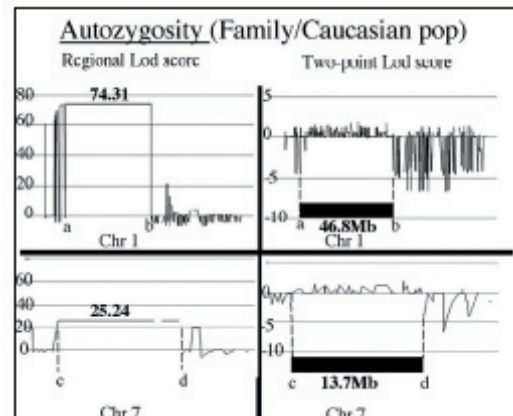 Autozygosity (Family/Caucasian pop)
Regional Lod score
Two-point Lod score
80
74.31
60
40
20
0
a
b
Chr 1
5
0
-5
-10
a
46.8Mb
b
Chr 1
80
60
40
25.24
20
0
c
d
Chr 7
0
-5
-10
c
13.7Mb
d
Chr 7